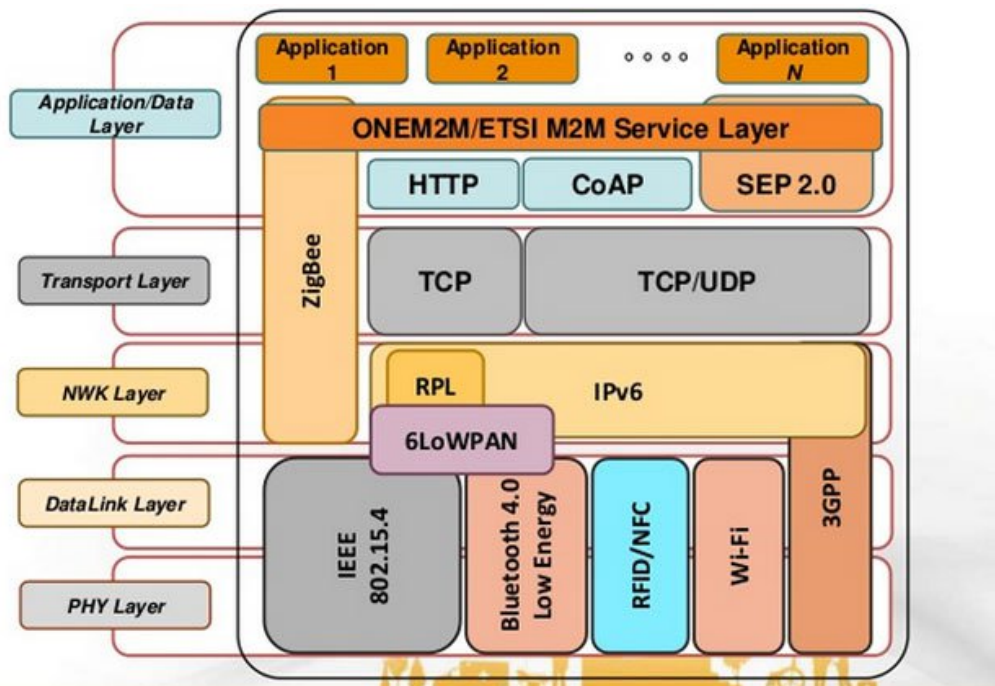 Application
1
Application
2
Application
N
Application/Data
Layer
ONEM2M/ETSI M2M Service Layer
HTTP
CoAP
SEP 2.0
ZigBee
Transport Layer
TCP
TCP/UDP
NWK Layer
RPL
IPv6
6LoWPAN
DataLink Layer
IEEE
802.15.4
Bluetooth 4.0
Low Energy
RFID/NFC
Wi-Fi
3GPP
PHY Layer